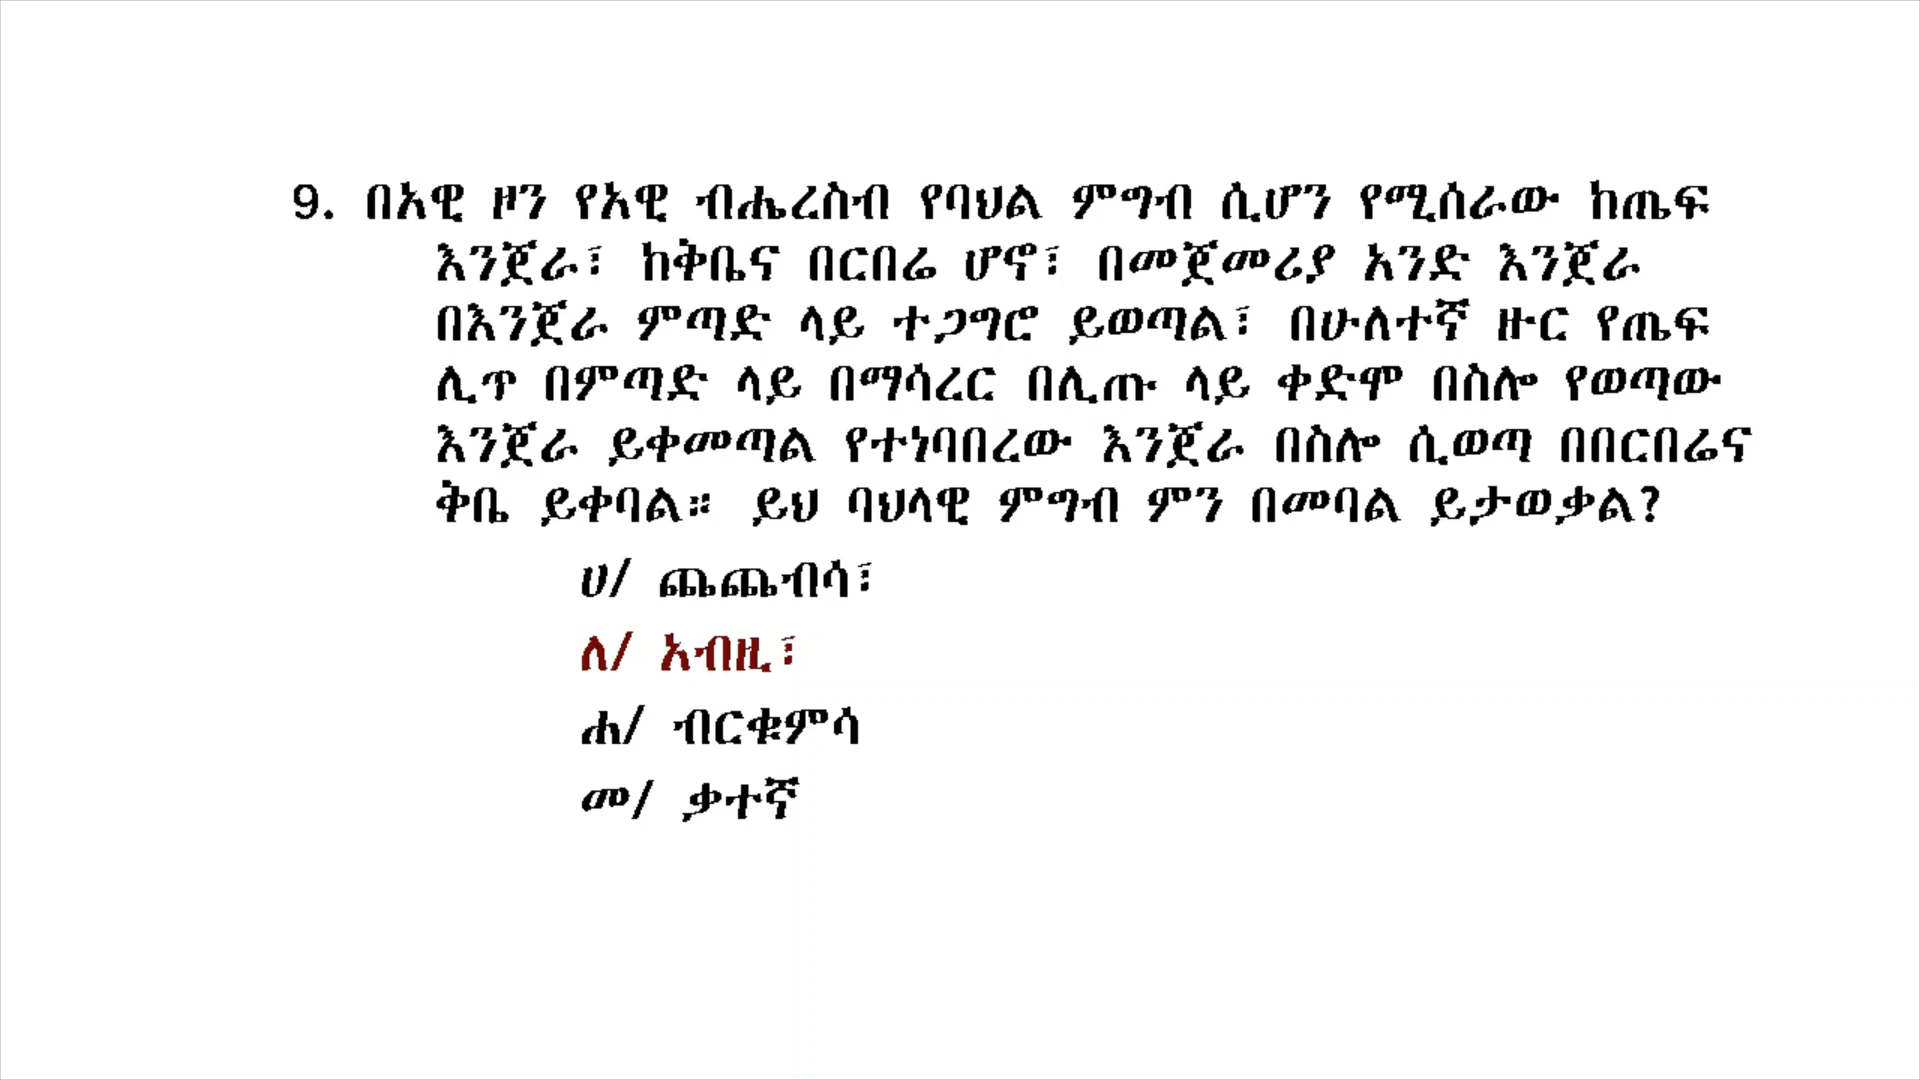 9. በአዊ ዞን የአዊ ብሔረስብ የባህል ምግብ ሲሆን የሚሰራው ከጤፍ
እንጀራ፣ ከቅቤና በርበሬ ሆኖ፣ በመጀመሪያ አንድ እንጀራ
በእንጀራ ምጣድ ላይ ተጋግሮ ይወጣል፣ በሁለተኛ ዙር የጤፍ
ሊጥ በምጣድ ላይ በማሳረር በሊጡ ላይ ቀድሞ በስሎ የወጣው
እንጀራ ይቀመጣል የተነባበረው እንጀራ በስሎ ሲወጣ በበርበሬና
ቅቤ ይቀባል። ይህ ባህላዊ ምግብ ምን በመባል ይታወቃል?
ሀ/ ጨጨብሳ፣
ለ/ አብዚ፣
ሐ/ ብርቁምሳ
መ/ ቃተኛ